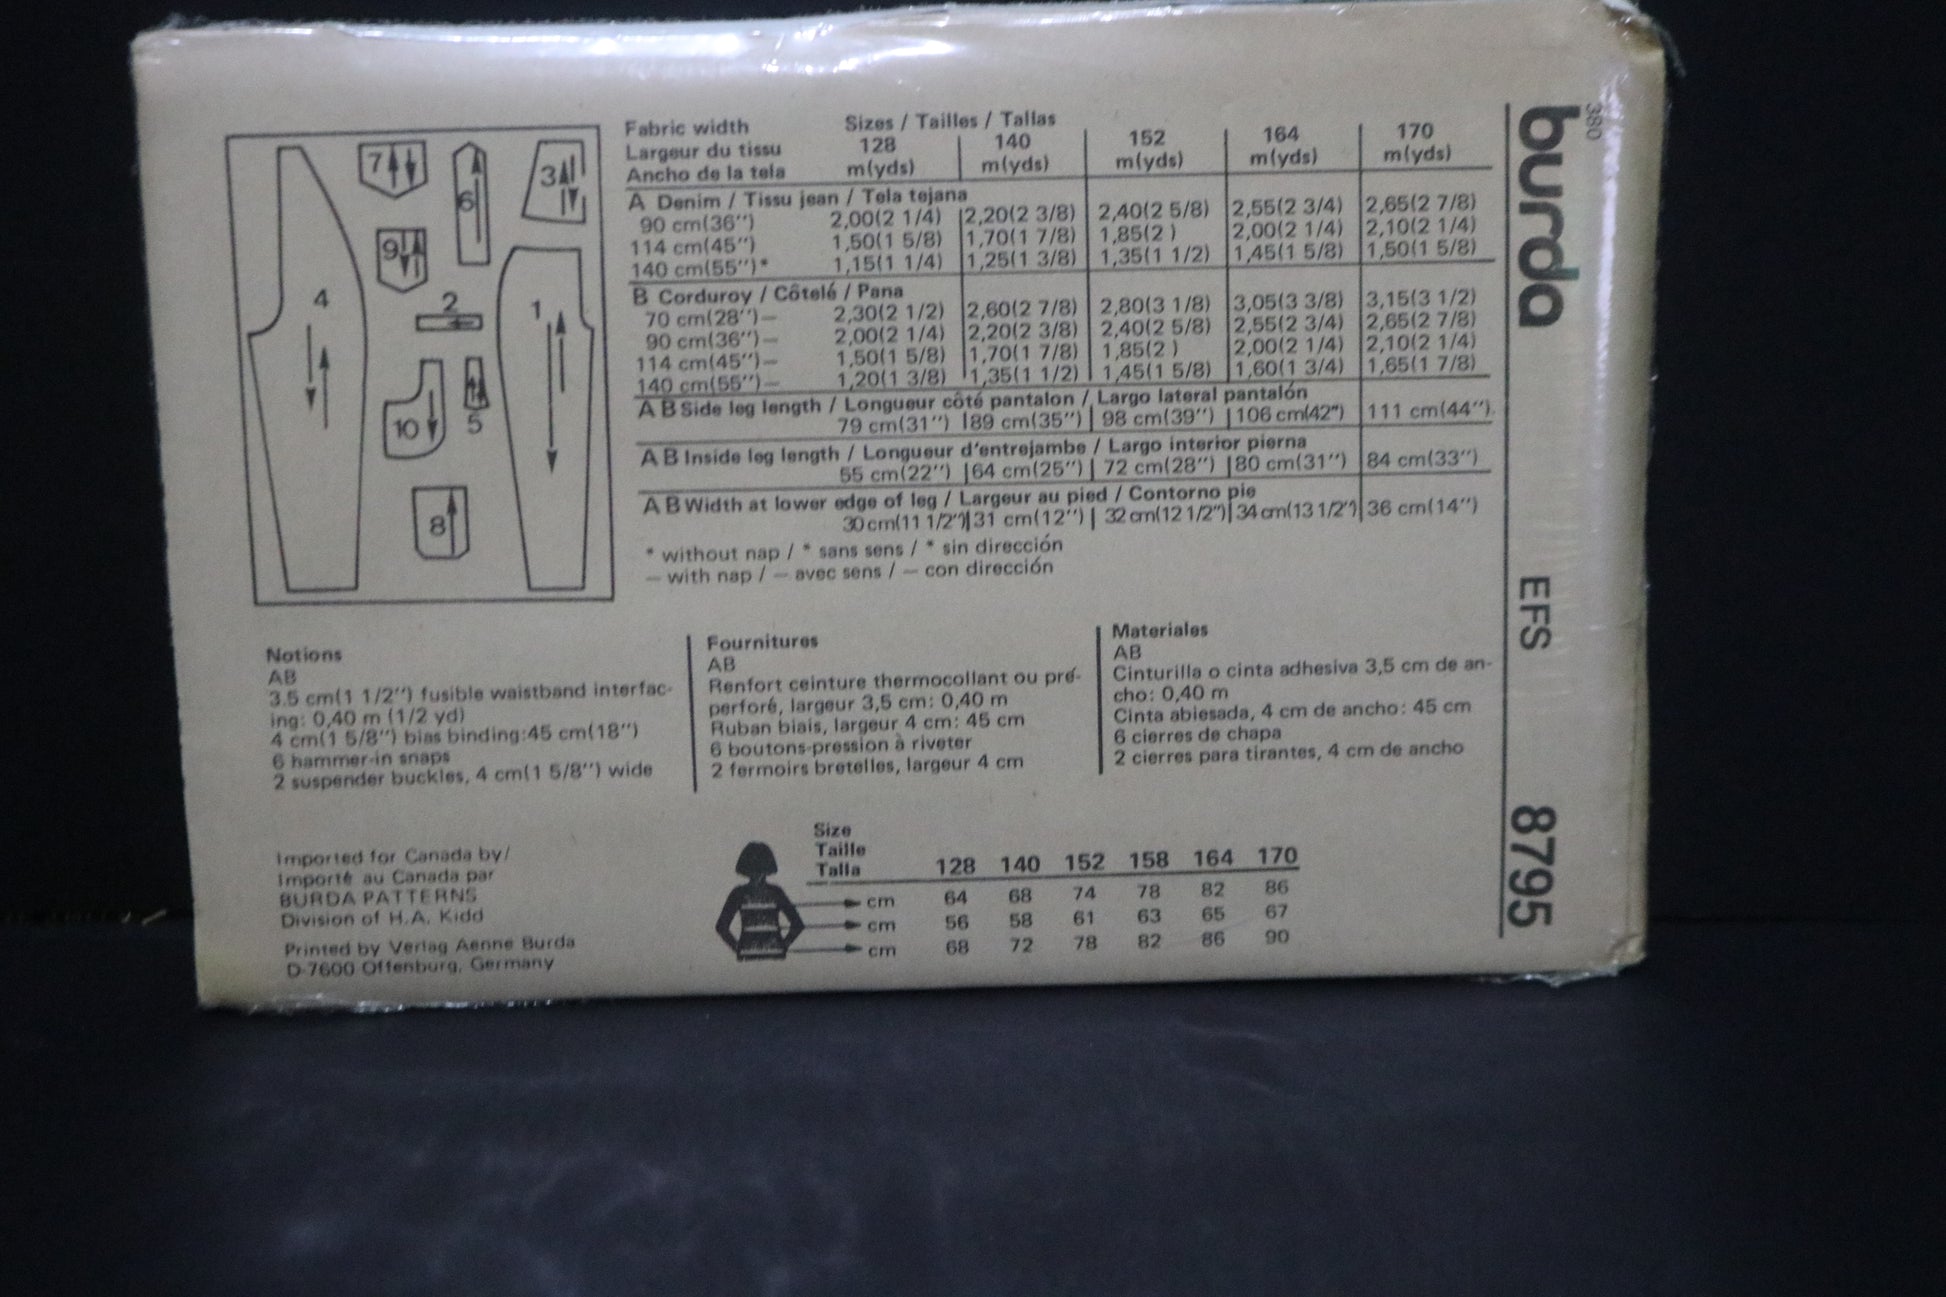 Fabric width Sizes / Tailles / Tallas
Largeur du tissu 128 140 152 164 170
Ancho de la tela m(yds) m(yds) m(yds) m(yds) m(yds)
A Denim / Tissu jean / Tela tejana
90 cm(36") 2,00(2 1/4) 2,20(2 3/8) 2,40(2 5/8) 2,55(2 3/4) 2,65(2 7/8)
114 cm(45") 1,50(1 5/8) 1,70(1 7/8) 1,85(2 ) 2,00(2 1/4) 2,10(2 1/4)
140 cm(55")* 1,15(1 1/4) 1,25(1 3/8) 1,35(1 1/2) 1,45(1 5/8) 1,50(1 5/8)
B Corduroy / Côtelé / Pana
70 cm(28")— 2,30(2 1/2) 2,60(2 7/8) 2,80(3 1/8) 3,05(3 3/8) 3,15(3 1/2)
90 cm(36")— 2,00(2 1/4) 2,20(2 3/8) 2,40(2 5/8) 2,55(2 3/4) 2,65(2 7/8)
114 cm(45")— 1,50(1 5/8) 1,70(1 7/8) 1,85(2 ) 2,00(2 1/4) 2,10(2 1/4)
140 cm(55")— 1,20(1 3/8) 1,35(1 1/2) 1,45(1 5/8) 1,60(1 3/4) 1,65(1 7/8)
A B Side leg length / Longueur côté pantalon / Largo lateral pantalón
79 cm(31") 89 cm(35") 98 cm(39") 106 cm(42") 111 cm(44").
A B Inside leg length / Longueur d'entrejambe / Largo interior pierna
55 cm(22") 64 cm(25") 72 cm(28") 80 cm(31") 84 cm(33")
A B Width at lower edge of leg / Largeur au pied / Contorno pie
30cm(11 1/2") 31 cm(12") 32cm(12 1/2") 34cm(13 1/2") 36 cm(14")
* without nap / * sans sens / * sin dirección
— with nap / — avec sens / — con dirección
7
6
3
9
4
2
1
10
5
8
Notions
AB
3.5 cm(1 1/2") fusible waistband interfac-
ing: 0,40 m (1/2 yd)
4 cm(1 5/8") bias binding:45 cm(18")
6 hammer-in snaps
2 suspender buckles, 4 cm(1 5/8") wide
Fournitures
AB
Renfort ceinture thermocollant ou pré-
perforé, largeur 3,5 cm: 0,40 m
Ruban biais, largeur 4 cm: 45 cm
6 boutons-pression à riveter
2 fermoirs bretelles, largeur 4 cm
Materiales
AB
Cinturilla o cinta adhesiva 3,5 cm de an-
cho: 0,40 m
Cinta abiesada, 4 cm de ancho: 45 cm
6 cierres de chapa
2 cierres para tirantes, 4 cm de ancho
Imported for Canada by/
Importé au Canada par
BURDA PATTERNS
Division of H.A. Kidd
Printed by Verlag Aenne Burda
D-7600 Offenburg, Germany
Size
Taille
Talla 128 140 152 158 164 170
cm 64 68 74 78 82 86
cm 56 58 61 63 65 67
cm 68 72 78 82 86 90
380
burda
EFS
8795